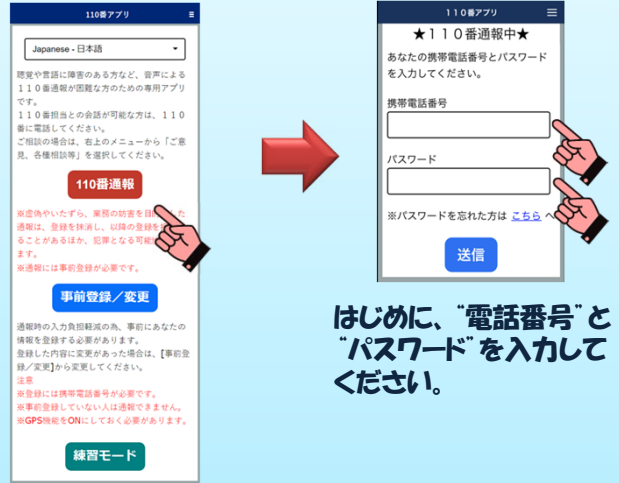 110番アプリ
Japanese - 日本語
聴覚や言語に障害のある方など、音声による
１１０番通報が困難な方のための専用アプリ
です。
１１０番担当との会話が可能な方は、１１０
番に電話してください。
ご相談の場合は、右上のメニューから「ご意
見、各種相談等」を選択してください。
110番通報
※虚偽やいたずら、業務の妨害を目
した
通報は、登録を抹消し、以降の登録を
ることがあるほか、犯罪となる可能
ます。
※通報には事前登録が必要です。
事前登録／変更
通報時の入力負担軽減の為、事前にあなたの
情報を登録する必要があります。
登録した内容に変更があった場合は、【事前登
録／変更】から変更してください。
注意
※登録には携帯電話番号が必要です。
※事前登録していない人は通報できません。
※GPS機能をONにしておく必要があります。
練習モード
１１０番アプリ
★１１０番通報中★
あなたの携帯電話番号とパスワード
を入力してください。
携帯電話番号
パスワード
※パスワードを忘れた方は こちら へ
送信
はじめに、“電話番号”と
“パスワード”を入力して
ください。